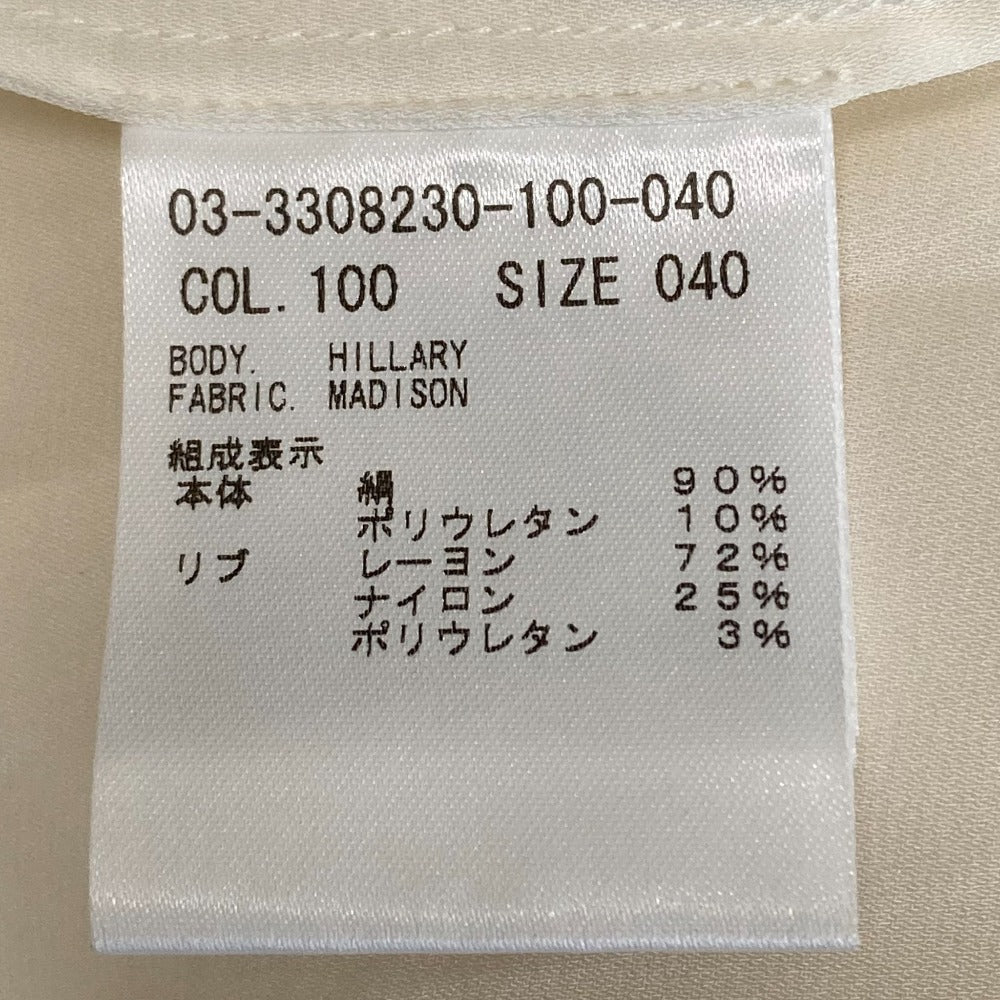 03-3308230-100-040
COL. 100 SIZE 040
BODY. HILLARY
FABRIC. MADISON
組成表示
本体 絹 90%
ポリウレタン 10%
リブ レーヨン 72%
ナイロン 25%
ポリウレタン 3%